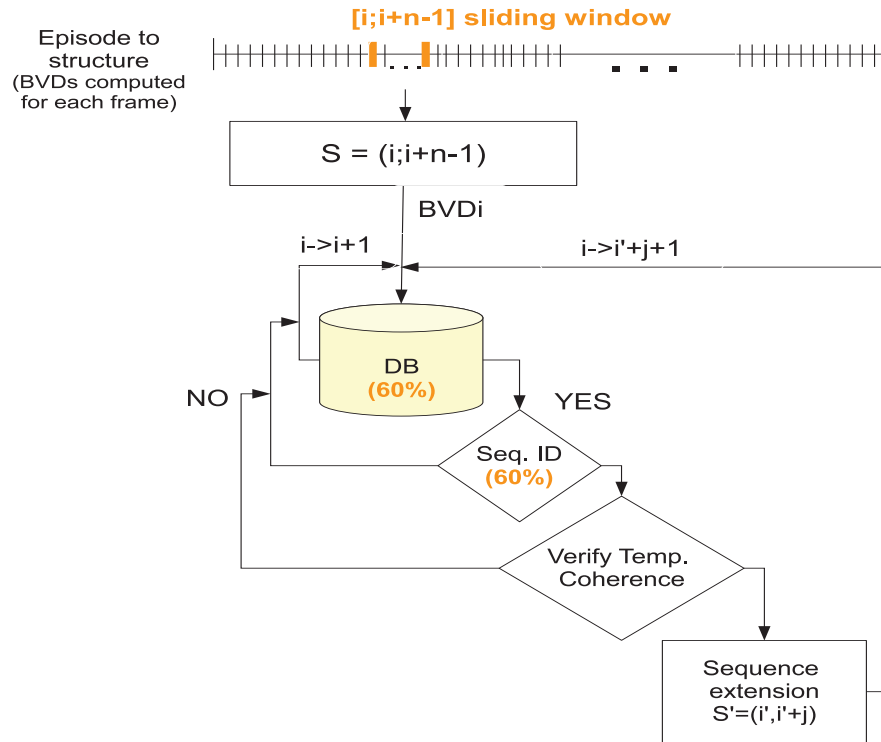 [i;i+n-1] sliding window
Episode to
structure
(BVDs computed
for each frame)
S = (i;i+n-1)
BVDi
i->i+1
i->i'+j+1
DB
(60%)
NO
YES
Seq. ID
(60%)
Verify Temp.
Coherence
Sequence
extension
S'=(i',i'+j)